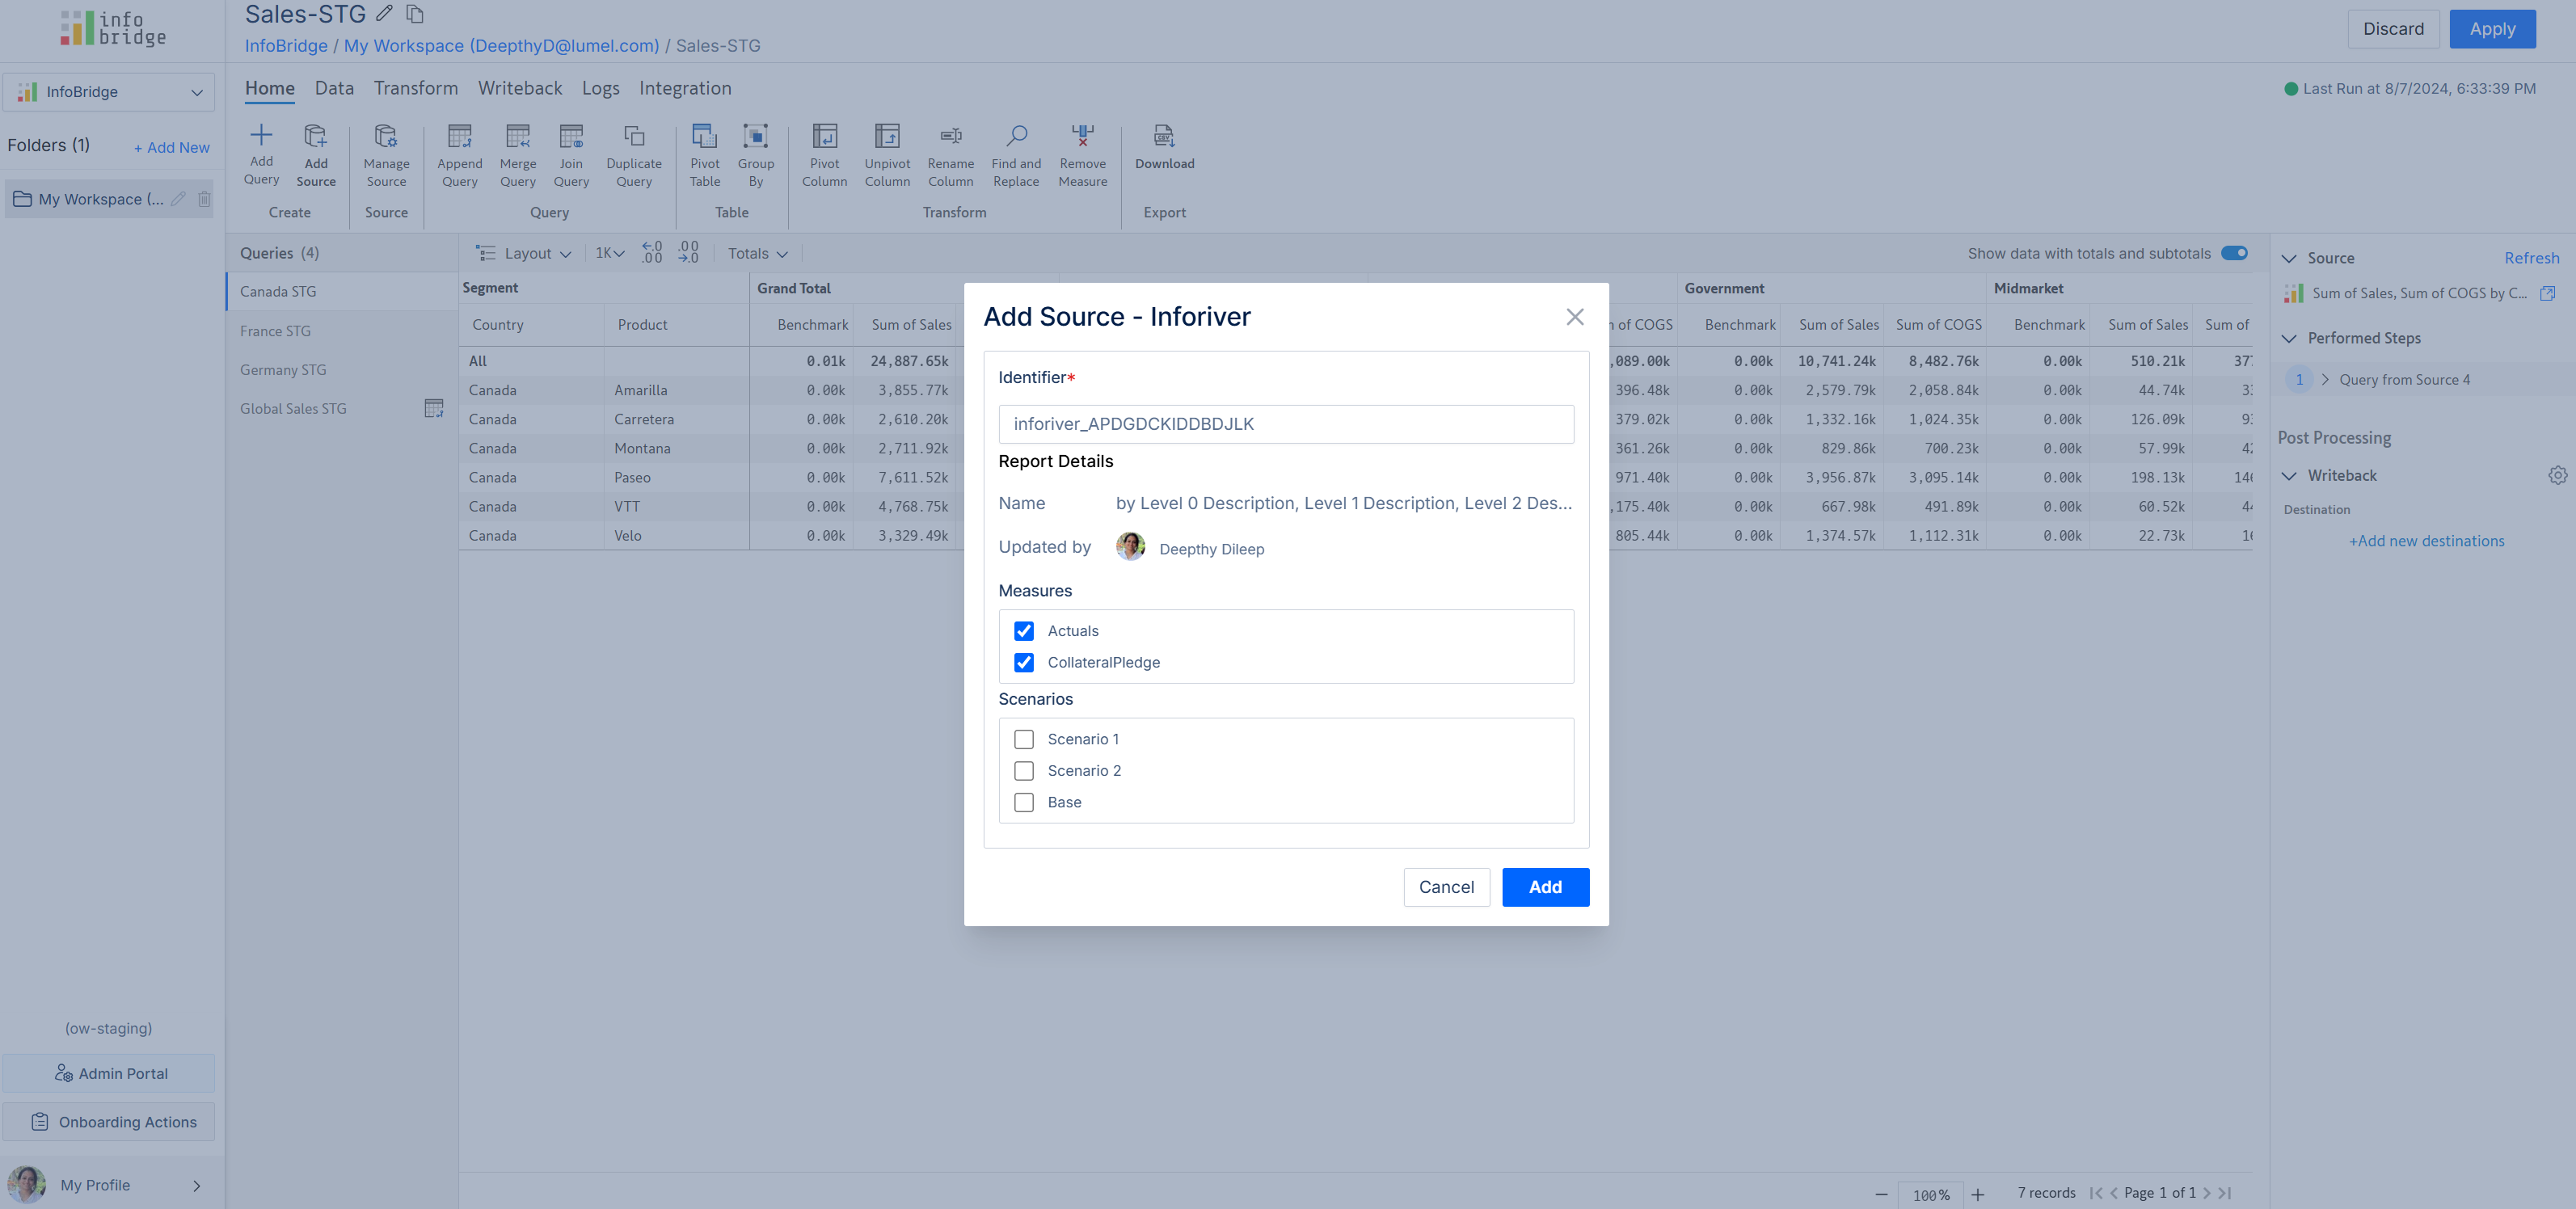 info
bridge
Sales-STG
InfoBridge / My Workspace (DeepthyD@lumel.com) / Sales-STG
Discard
Apply
InfoBridge
Home Data Transform Writeback Logs Integration
Last Run at 8/7/2024, 6:33:39 PM
Folders (1)
+ Add New
My Workspace (...
Add Query
Add Source
Manage Source
Append Query
Merge Query
Join Query
Duplicate Query
Pivot Table
Group By
Pivot Column
Unpivot Column
Rename Column
Find and Replace
Remove Measure
Download
Create
Source
Query
Table
Transform
Export
Queries (4)
Canada STG
France STG
Germany STG
Global Sales STG
Layout
1K
Totals
Show data with totals and subtotals
Segment Grand Total Government Midmarket
Country Product Benchmark Sum of Sales n of COGS Benchmark Sum of Sales Sum of COGS Benchmark Sum of Sales Sum of
All 0.01k 24,887.65k ,089.00k 0.00k 10,741.24k 8,482.76k 0.00k 510.21k 37
Canada Amarilla 0.00k 3,855.77k 396.48k 0.00k 2,579.79k 2,058.84k 0.00k 44.74k
Canada Carretera 0.00k 2,610.20k 379.02k 0.00k 1,332.16k 1,024.35k 0.00k 126.09k
Canada Montana 0.00k 2,711.92k 361.26k 0.00k 829.86k 700.23k 0.00k 57.99k
Canada Paseo 0.00k 7,611.52k 971.40k 0.00k 3,956.87k 3,095.14k 0.00k 198.13k
Canada VTT 0.00k 4,768.75k ,175.40k 0.00k 667.98k 491.89k 0.00k 60.52k
Canada Velo 0.00k 3,329.49k 805.44k 0.00k 1,374.57k 1,112.31k 0.00k 22.73k
Add Source - Inforiver
Identifier*
inforiver_APDGDCKIDDBDJLK
Report Details
Name by Level 0 Description, Level 1 Description, Level 2 Des...
Updated by Deepthy Dileep
Measures
Actuals
CollateralPledge
Scenarios
Scenario 1
Scenario 2
Base
Cancel
Add
Source
Refresh
Sum of Sales, Sum of COGS by C...
Performed Steps
1 Query from Source 4
Post Processing
Writeback
Destination
+Add new destinations
(ow-staging)
Admin Portal
Onboarding Actions
My Profile
100%
7 records
Page 1 of 1